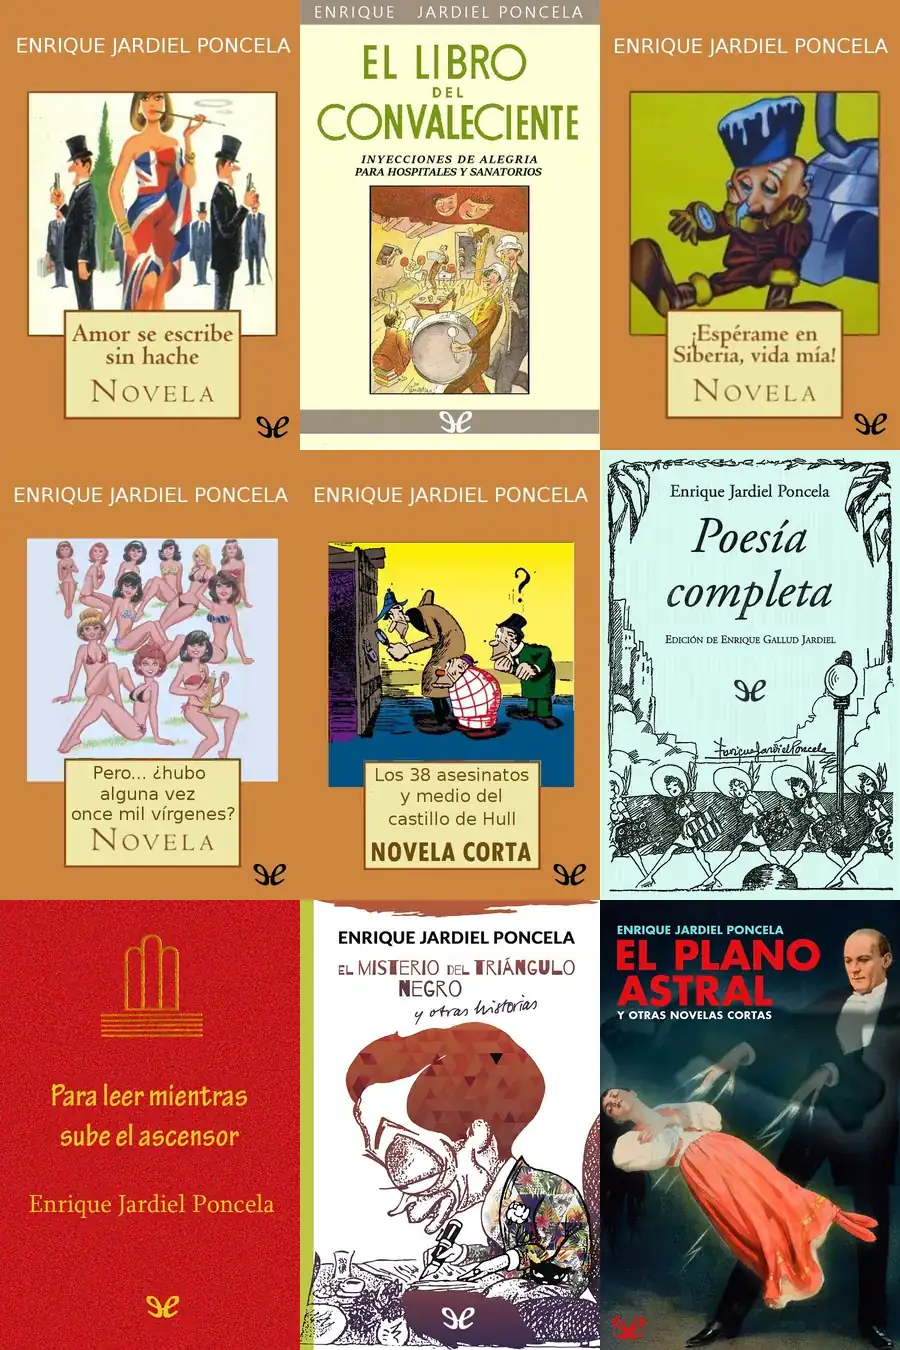 ENRIQUE JARDIEL PONCELA
Amor se escribe
sin hache
NOVELA
ENRIQUE JARDIEL PONCELA
EL LIBRO
DEL
CONVALECIENTE
INYECCIONES DE ALEGRIA
PARA HOSPITALES Y SANATORIOS
ENRIQUE JARDIEL PONCELA
¡Espérame en
Siberia, vida mía!
NOVELA
ENRIQUE JARDIEL PONCELA
Pero... ¿hubo
alguna vez
once mil vírgenes?
NOVELA
ENRIQUE JARDIEL PONCELA
?
Los 38 asesinatos
y medio del
castillo de Hull
NOVELA CORTA
Enrique Jardiel Poncela
Poesía
completa
EDICIÓN DE ENRIQUE GALLUD JARDIEL
Enrique Jardiel Poncela
Para leer mientras
sube el ascensor
Enrique Jardiel Poncela
ENRIQUE JARDIEL PONCELA
EL MISTERIO DEL TRIÁNGULO
NEGRO
y otras historias
ENRIQUE JARDIEL PONCELA
EL PLANO
ASTRAL
Y OTRAS NOVELAS CORTAS